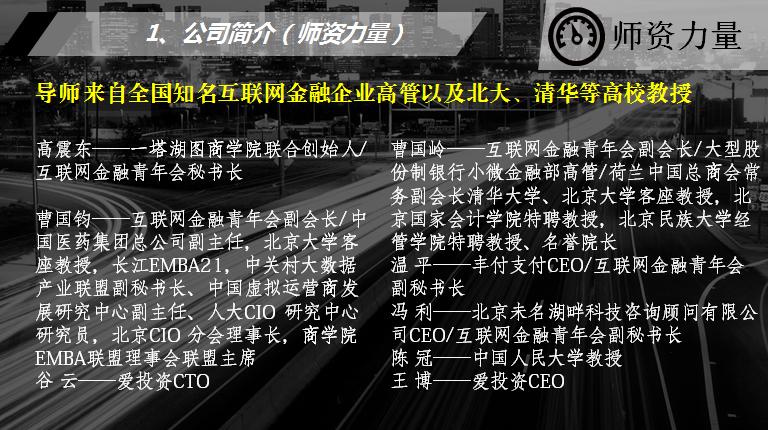 1、公司简介（师资力量）
师资力量
导师来自全国知名互联网金融企业高管以及北大、清华等高校教授
高震东——一塔湖图商学院联合创始人/
互联网金融青年会秘书长
曹国钧——互联网金融青年会副会长/中
国医药集团总公司副主任，北京大学客
座教授，长江EMBA21，中关村大数据
产业联盟副秘书长、中国虚拟运营商发
展研究中心副主任、人大CIO 研究中心
研究员，北京CIO 分会理事长，商学院
EMBA联盟理事会联盟主席
谷 云——爱投资CTO
曹国岭——互联网金融青年会副会长/大型股
份制银行小微金融部高管/荷兰中国总商会常
务副会长清华大学、北京大学客座教授，北
京国家会计学院特聘教授，北京民族大学经
管学院特聘教授、名誉院长
温 平——丰付支付CEO/互联网金融青年会
副秘书长
冯 利——北京未名湖畔科技咨询顾问有限公
司CEO/互联网金融青年会副秘书长
陈 冠——中国人民大学教授
王 博——爱投资CEO